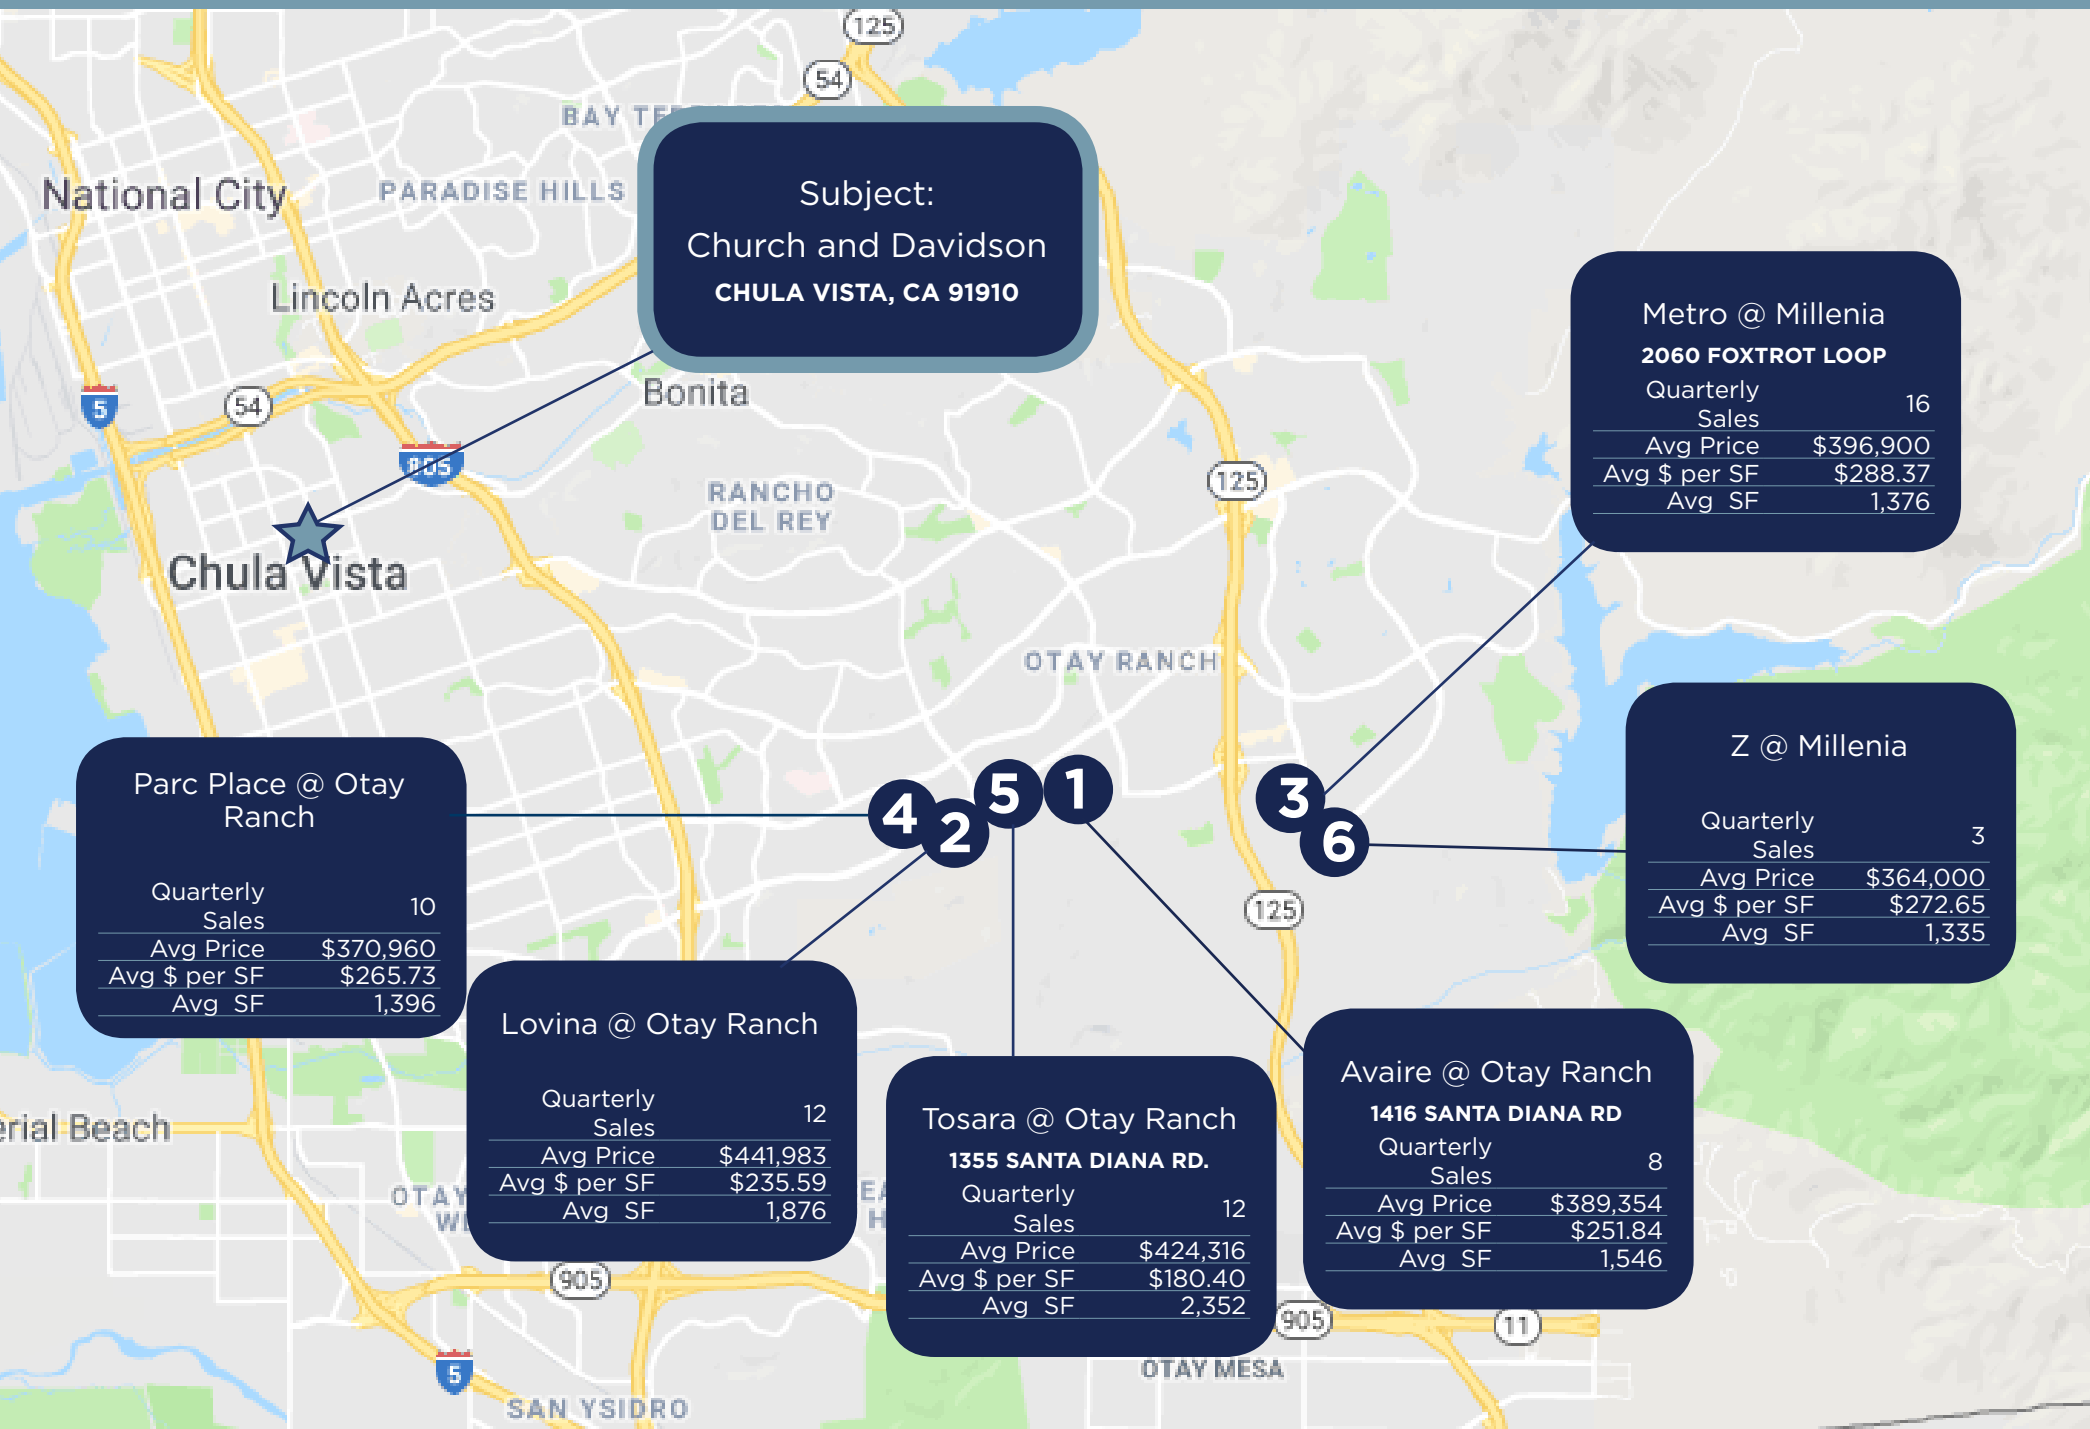 125
54
BAY TE
National City
PARADISE HILLS
Subject:
Church and Davidson
CHULA VISTA, CA 91910
Lincoln Acres
Metro @ Millenia
2060 FOXTROT LOOP
Quarterly
Sales 16
Avg Price $396,900
Avg $ per SF $288.37
Avg SF 1,376
5
54
Bonita
805
RANCHO
DEL REY
125
Chula Vista
OTAY RANCH
Z @ Millenia
Quarterly
Sales 3
Avg Price $364,000
Avg $ per SF $272.65
Avg SF 1,335
4
2
5
1
3
6
Parc Place @ Otay
Ranch
Quarterly
Sales 10
Avg Price $370,960
Avg $ per SF $265.73
Avg SF 1,396
125
Lovina @ Otay Ranch
Quarterly
Sales 12
Avg Price $441,983
Avg $ per SF $235.59
Avg SF 1,876
Tosara @ Otay Ranch
1355 SANTA DIANA RD.
Quarterly
Sales 12
Avg Price $424,316
Avg $ per SF $180.40
Avg SF 2,352
Avaire @ Otay Ranch
1416 SANTA DIANA RD
Quarterly
Sales 8
Avg Price $389,354
Avg $ per SF $251.84
Avg SF 1,546
erial Beach
OTAY
905
905
11
OTAY MESA
5
SAN YSIDRO